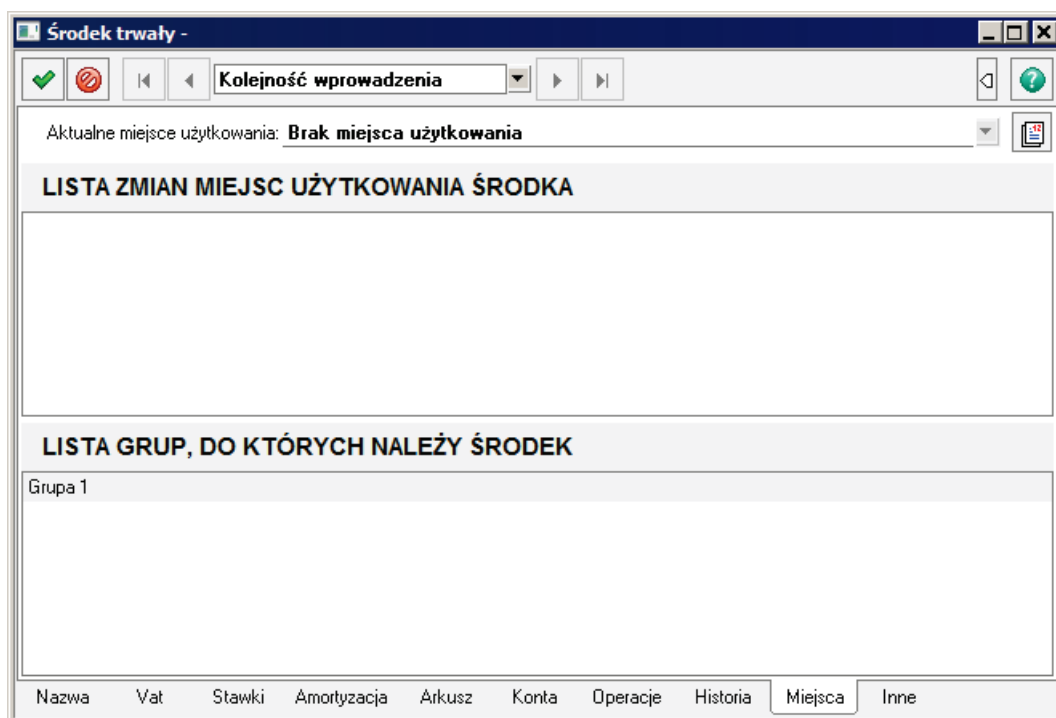 Środek trwały -
Kolejność wprowadzenia
Aktualne miejsce użytkowania: Brak miejsca użytkowania
LISTA ZMIAN MIEJSC UŻYTKOWANIA ŚRODKA
LISTA GRUP, DO KTÓRYCH NALEŻY ŚRODEK
Grupa 1
Nazwa Vat Stawki Amortyzacja Arkusz Konta Operacje Historia Miejsca Inne